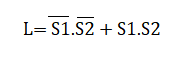 L= S̅1̅.S̅2̅ + S1.S2